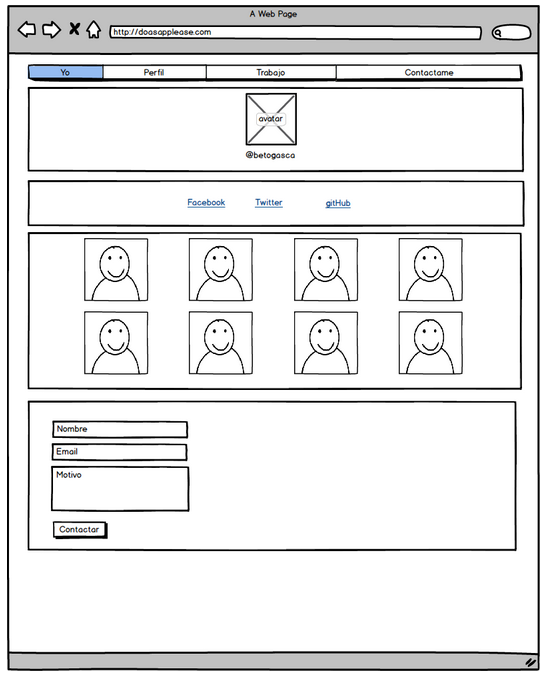 A Web Page
http://doasapplease.com
Yo Perfil Trabajo Contactame
avatar
@betogasca
Facebook Twitter gitHub
Nombre
Email
Motivo
Contactar